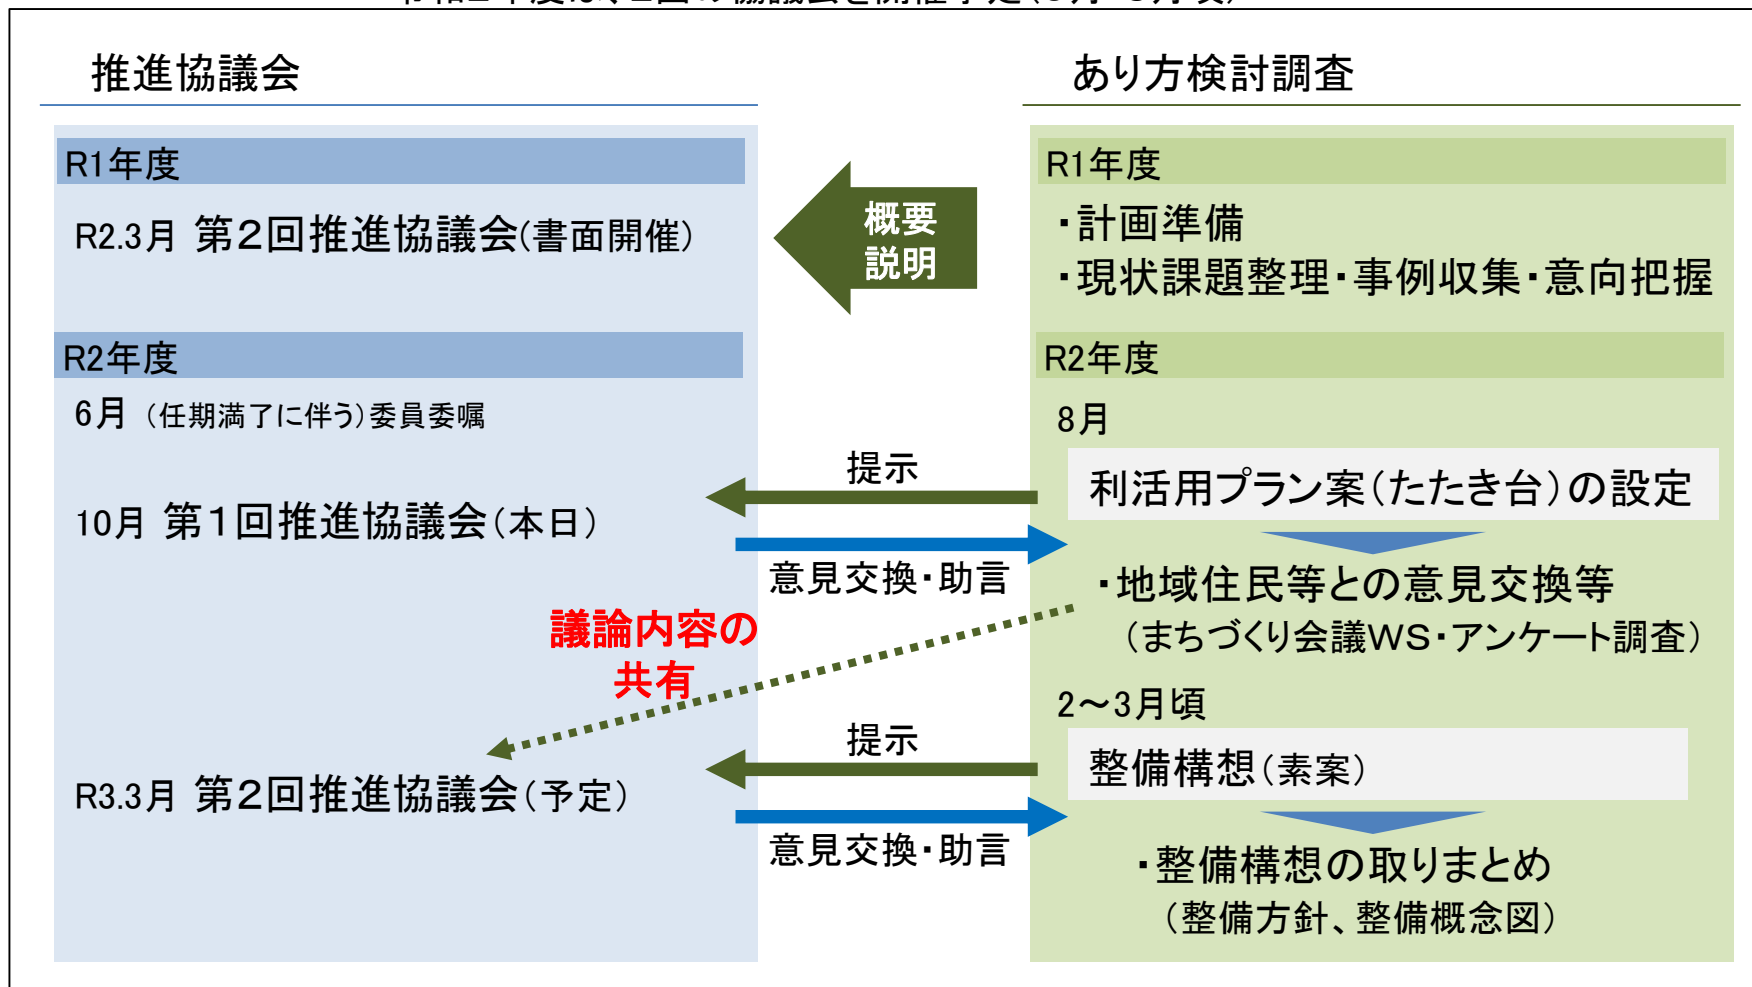 推進協議会
R1年度
R2.3月 第2回推進協議会(書面開催)
R2年度
6月 (任期満了に伴う)委員委嘱
10月 第1回推進協議会(本日)
R3.3月 第2回推進協議会(予定)
概要
説明
提示
意見交換・助言
議論内容の
共有
提示
意見交換・助言
あり方検討調査
R1年度
・計画準備
・現状課題整理・事例収集・意向把握
R2年度
8月
利活用プラン案(たたき台)の設定
・地域住民等との意見交換等
(まちづくり会議WS・アンケート調査)
2～3月頃
整備構想(素案)
・整備構想の取りまとめ
(整備方針、整備概念図)